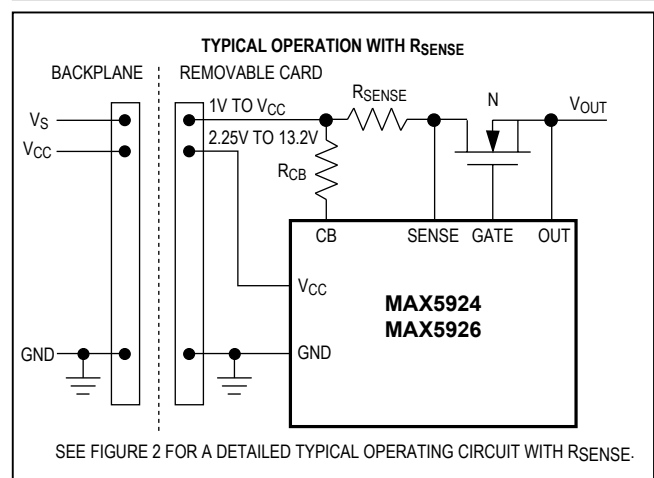 TYPICAL OPERATION WITH RSENSE
BACKPLANE
REMOVABLE CARD
RSENSE
N
VOUT
1V TO VCC
VS
2.25V TO 13.2V
VCC
RCB
CB
SENSE
GATE
OUT
VCC
MAX5924
MAX5926
GND
GND
SEE FIGURE 2 FOR A DETAILED TYPICAL OPERATING CIRCUIT WITH RSENSE.